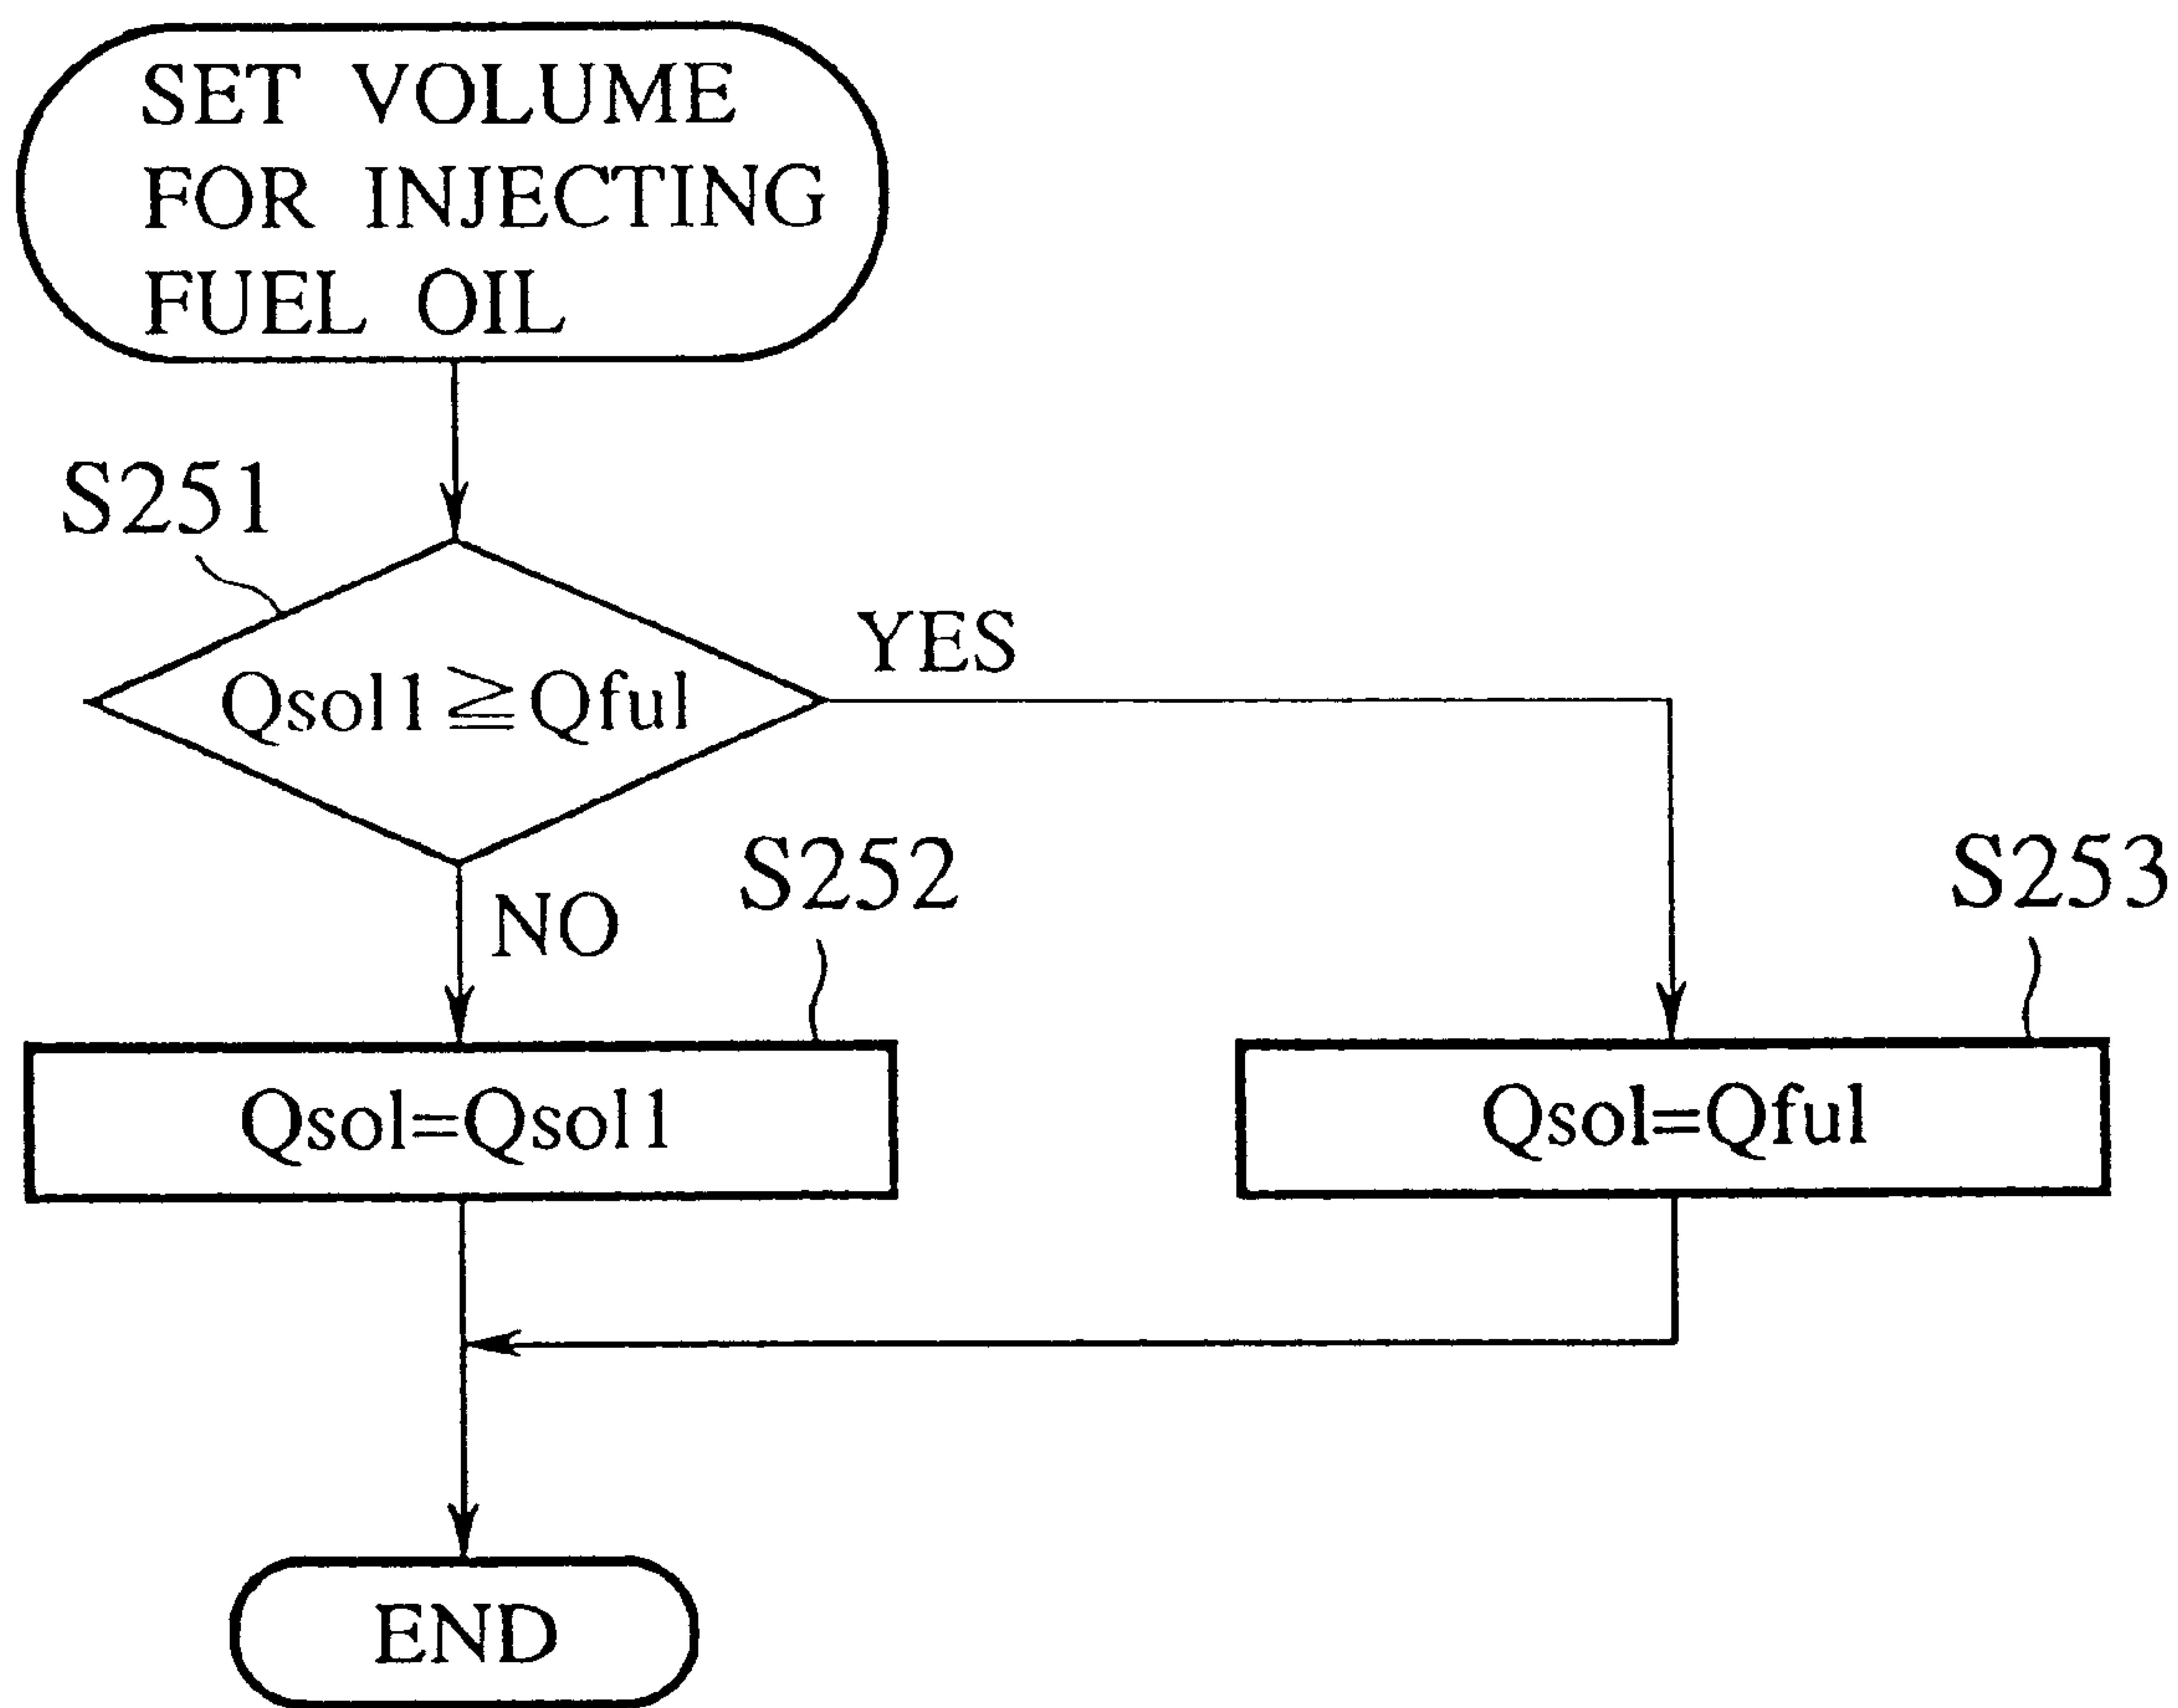 SET VOLUME
FOR INJECTING
FUEL OIL
S251
Qsol1≧Qful
YES
NO
S252
S253
Qsol=Qsol1
Qsol=Qful
END